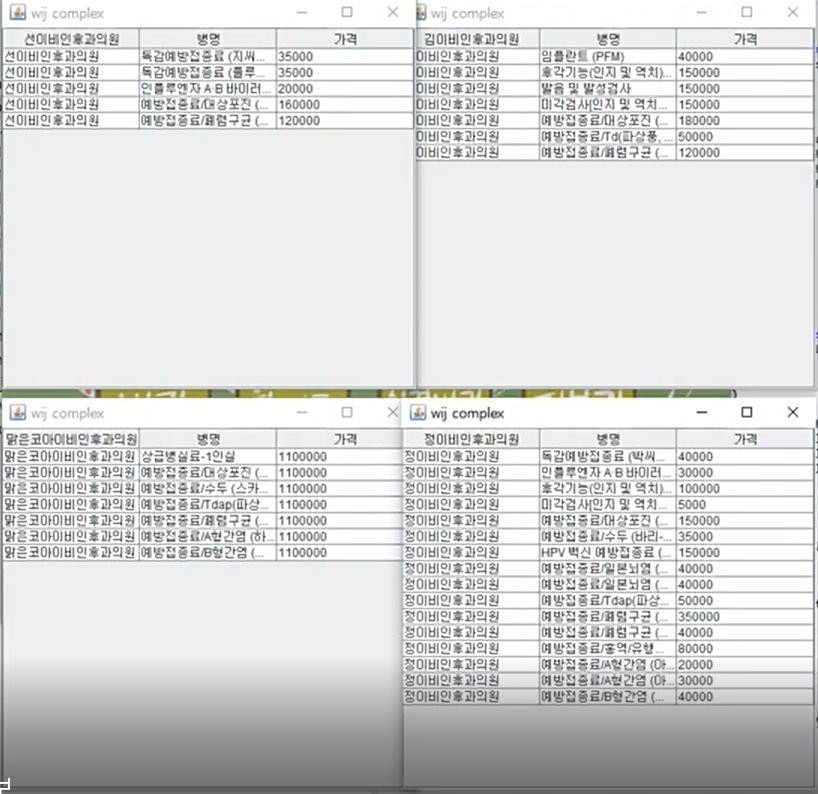 wij complex
선이비인후과의원 병명 가격
선이비인후과의원 독감예방접종료 (지씨... 35000
선이비인후과의원 독감예방접종료 (플루... 35000
선이비인후과의원 인플루엔자 A·B 바이러... 20000
선이비인후과의원 예방접종료/대상포진 (... 160000
선이비인후과의원 예방접종료/폐렴구균 (... 120000
wij complex
김이비인후과의원 병명 가격
이비인후과의원 임플란트 (PFM) 40000
이비인후과의원 후각기능(인지 및 역치)... 150000
이비인후과의원 발음 및 발성검사 150000
이비인후과의원 미각검사[인지 및 역치... 150000
이비인후과의원 예방접종료/대상포진 (... 180000
이비인후과의원 예방접종료/Td(파상풍, ... 50000
이비인후과의원 예방접종료/폐렴구균 (... 120000
wij complex
맑은코아이비인후과의원 병명 가격
맑은코아이비인후과의원 상급병실료-1인실 1100000
맑은코아이비인후과의원 예방접종료/대상포진 (... 1100000
맑은코아이비인후과의원 예방접종료/수두 (스카... 1100000
맑은코아이비인후과의원 예방접종료/Tdap(파상... 1100000
맑은코아이비인후과의원 예방접종료/폐렴구균 (... 1100000
맑은코아이비인후과의원 예방접종료/A형간염 (하... 1100000
맑은코아이비인후과의원 예방접종료/B형간염 (... 1100000
wij complex
정이비인후과의원 병명 가격
정이비인후과의원 독감예방접종료 (박씨... 40000
정이비인후과의원 인플루엔자 A·B 바이러... 30000
정이비인후과의원 후각기능(인지 및 역치)... 100000
정이비인후과의원 미각검사[인지 및 역치... 5000
정이비인후과의원 예방접종료/대상포진 (... 150000
정이비인후과의원 예방접종료/수두 (바리-... 35000
정이비인후과의원 HPV 백신 예방접종료 (... 150000
정이비인후과의원 예방접종료/일본뇌염 (... 40000
정이비인후과의원 예방접종료/일본뇌염 (... 40000
정이비인후과의원 예방접종료/Tdap(파상... 50000
정이비인후과의원 예방접종료/폐렴구균 (... 350000
정이비인후과의원 예방접종료/폐렴구균 (... 40000
정이비인후과의원 예방접종료/홍역/유행... 80000
정이비인후과의원 예방접종료/A형간염 (아... 20000
정이비인후과의원 예방접종료/A형간염 (아... 30000
정이비인후과의원 예방접종료/B형간염 (... 40000